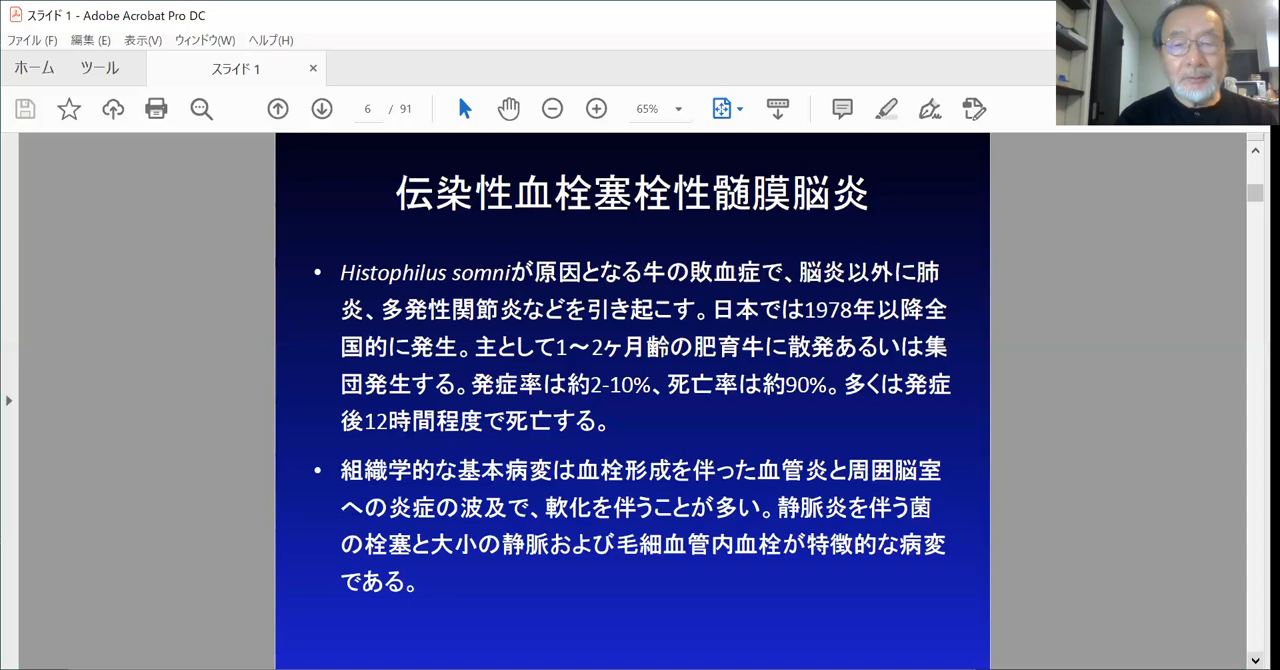 スライド 1 - Adobe Acrobat Pro DC
ファイル (F) 編集 (E) 表示(V) ウィンドウ(W) ヘルプ(H)
ホーム ツール スライド 1 ×
6 / 91 65%
伝染性血栓塞栓性髄膜脳炎
• Histophilus somniが原因となる牛の敗血症で、脳炎以外に肺
炎、多発性関節炎などを引き起こす。日本では1978年以降全
国的に発生。主として1～2ヶ月齢の肥育牛に散発あるいは集
団発生する。発症率は約2-10%、死亡率は約90%。多くは発症
後12時間程度で死亡する。
• 組織学的な基本病変は血栓形成を伴った血管炎と周囲脳室
への炎症の波及で、軟化を伴うことが多い。静脈炎を伴う菌
の栓塞と大小の静脈および毛細血管内血栓が特徴的な病変
である。